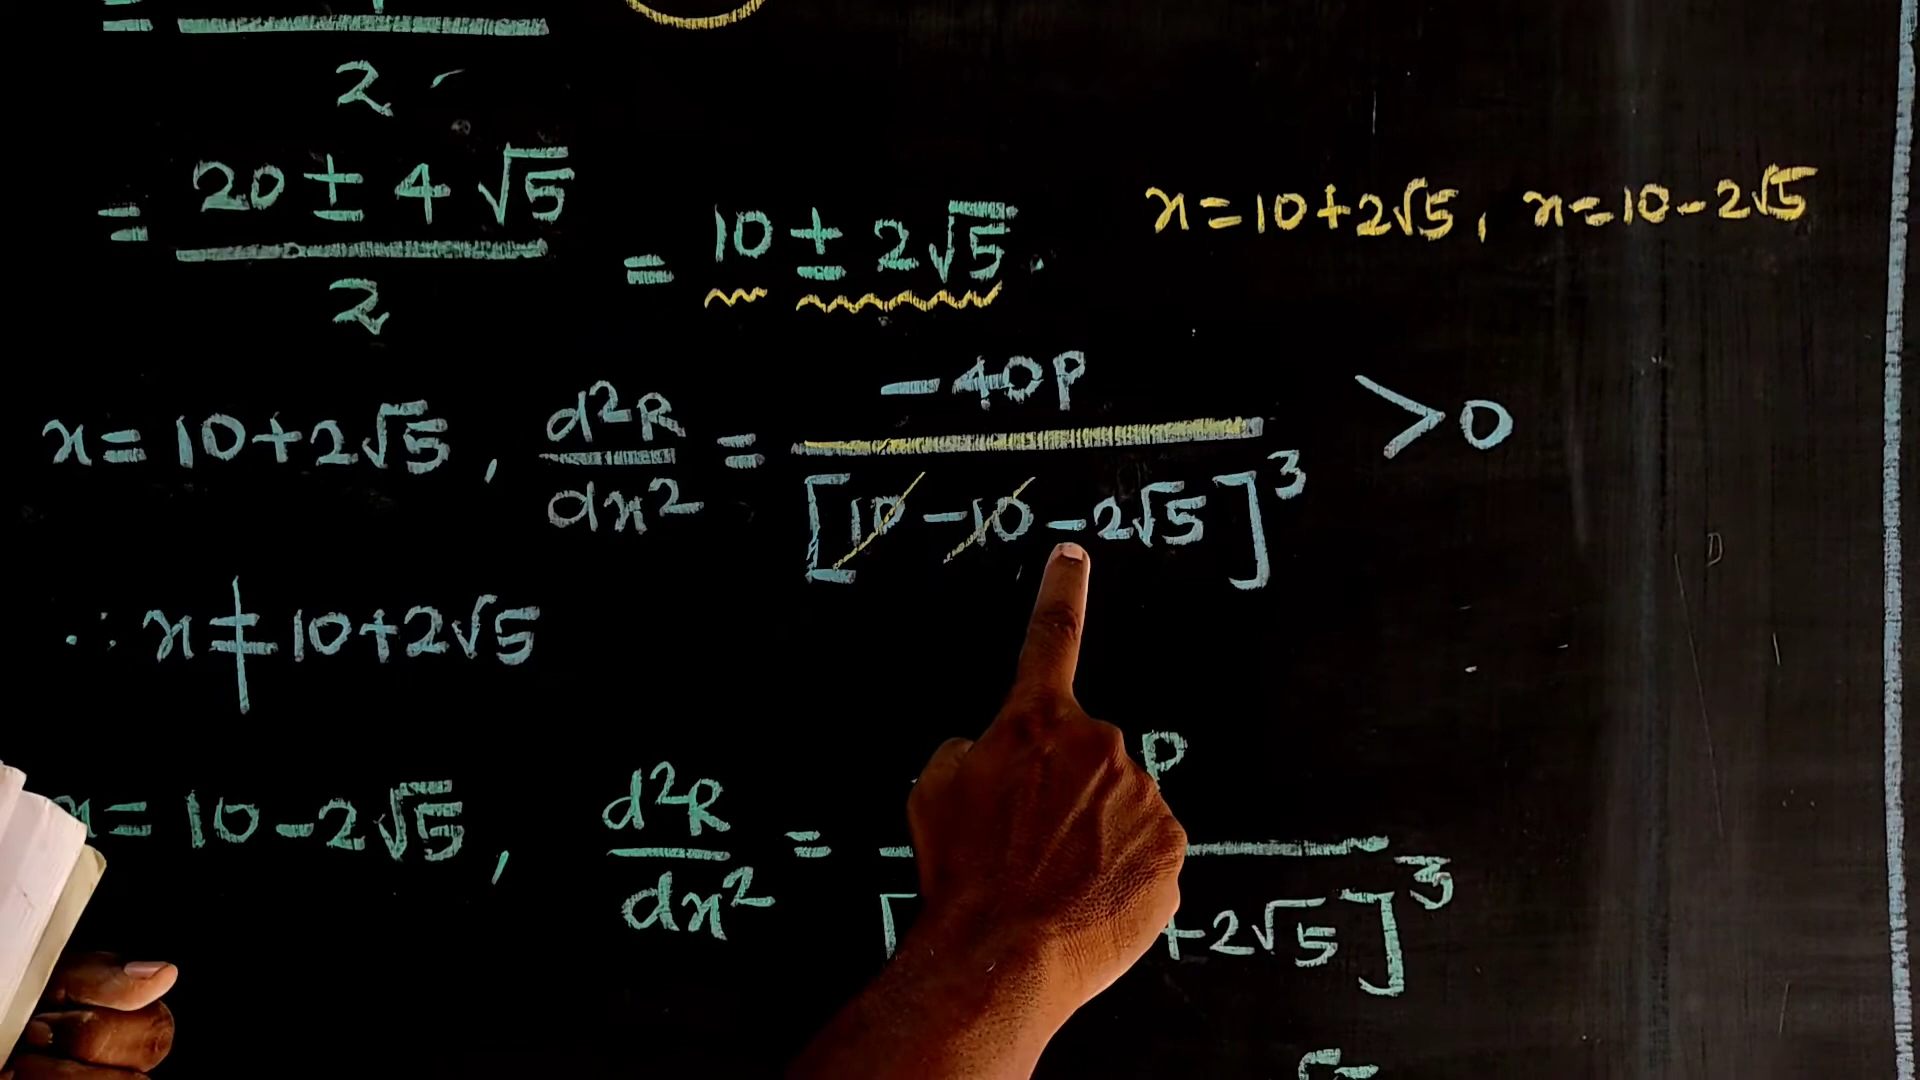 =
2
= 20 ± 4 √5 / 2 = 10 ± 2√5.
x = 10 + 2√5, x = 10 - 2√5
x = 10 + 2√5, d²R/dx² = -40P / [10 - 10 - 2√5]³ > 0
∴ x ≠ 10 + 2√5
x = 10 - 2√5, d²R/dx² = P / [ + 2√5]³